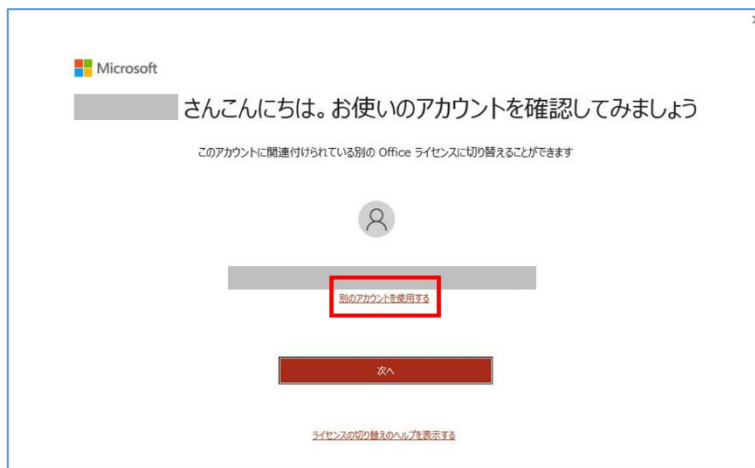 Microsoft
さんこんにちは。お使いのアカウントを確認してみましょう
このアカウントに関連付けられている別の Office ライセンスに切り替えることができます
別のアカウントを使用する
次へ
ライセンスの切り替えのヘルプを表示する